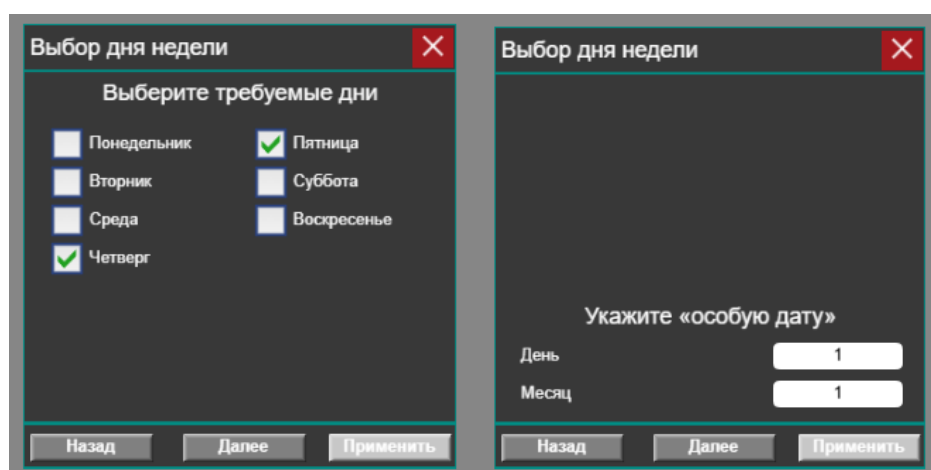 Выбор дня недели
Выберите требуемые дни
Понедельник
Пятница
Вторник
Суббота
Среда
Воскресенье
Четверг
Назад
Далее
Применить
Выбор дня недели
Укажите «особую дату»
День
1
Месяц
1
Назад
Далее
Применить